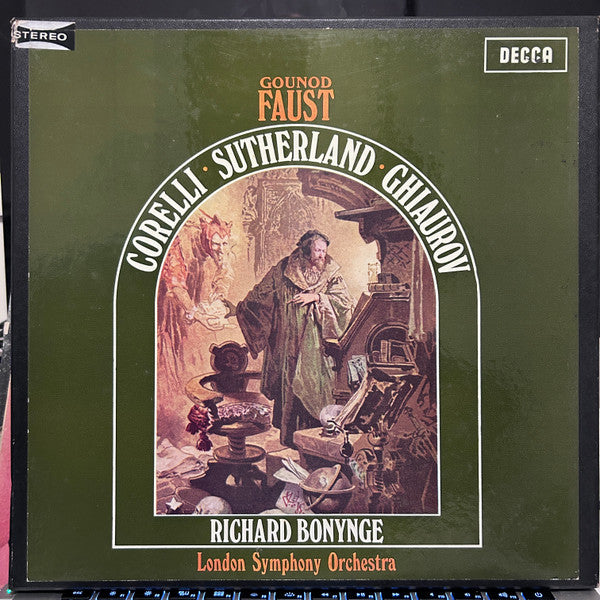 STEREO
DECCA
GOUNOD
FAUST
CORELLI · SUTHERLAND · GHIAUROV
RICHARD BONYNGE
London Symphony Orchestra